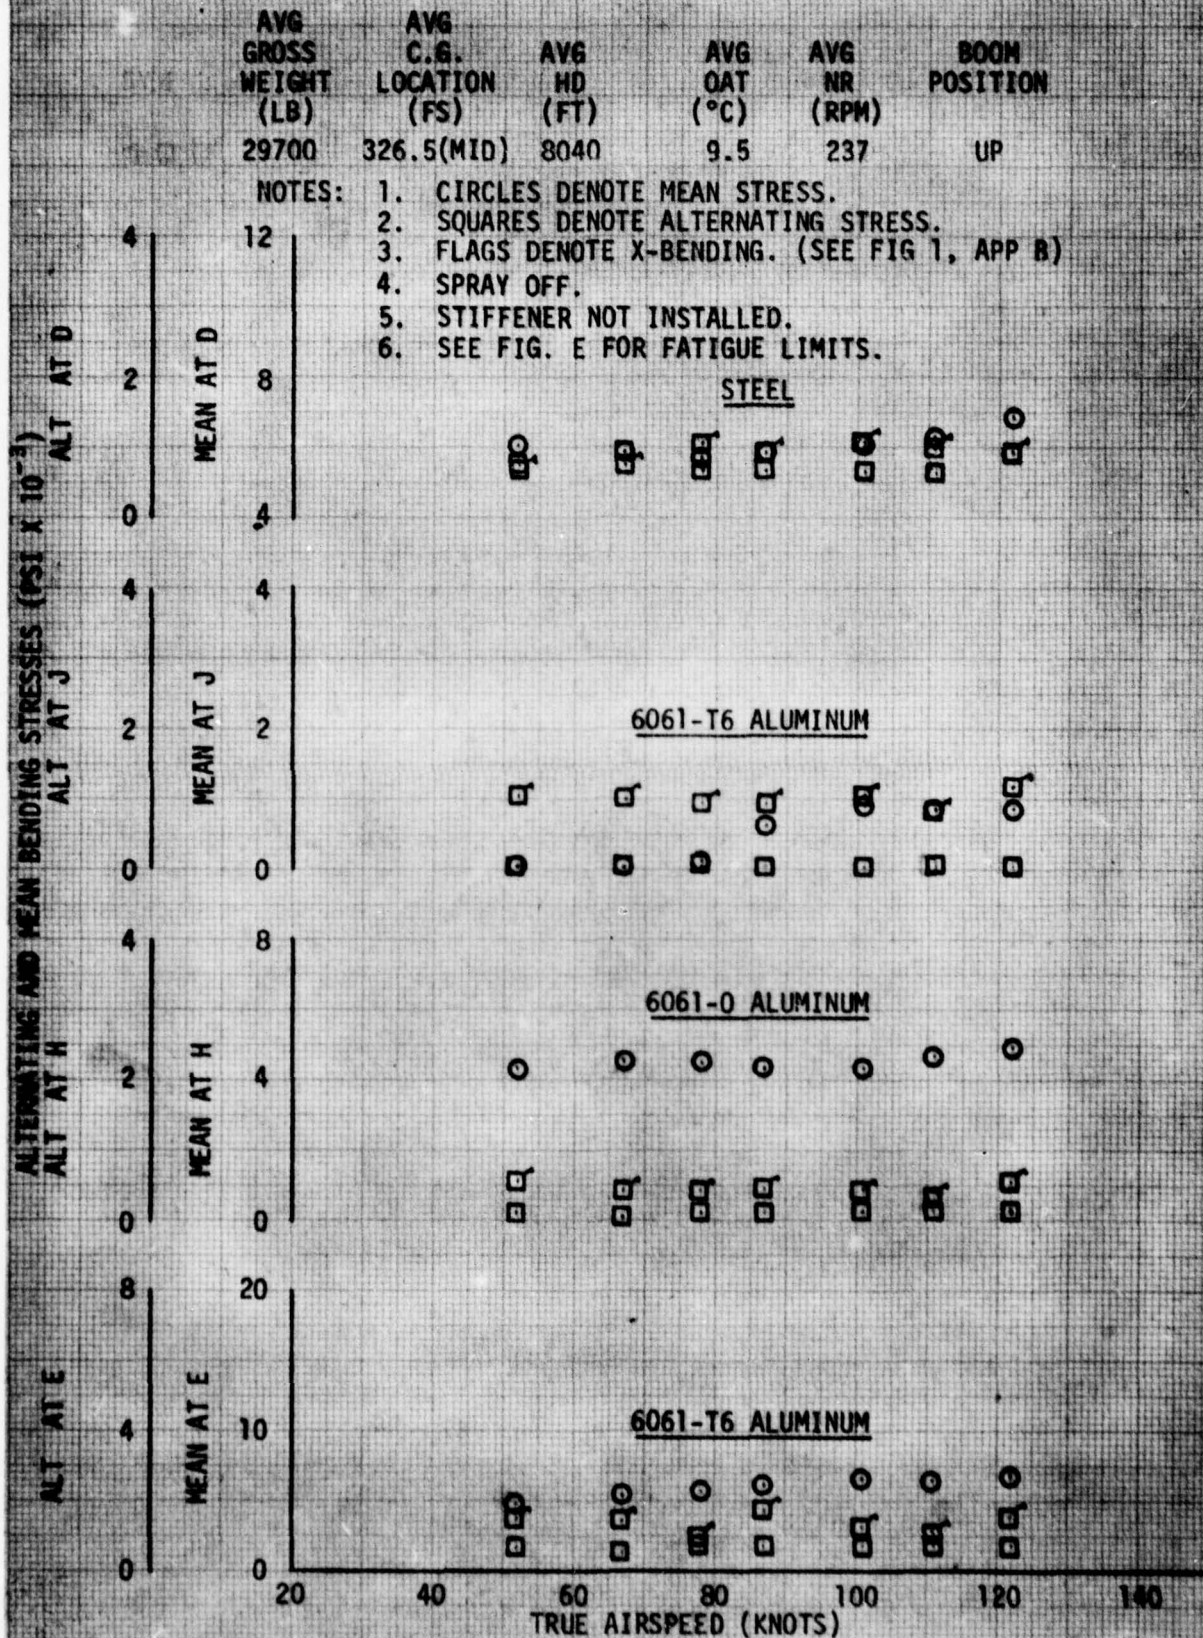 AVG AVG
GROSS C.G. AVG AVG AVG BOOM
WEIGHT LOCATION HD OAT NR POSITION
(LB) (FS) (FT) (°C) (RPM)
29700 326.5(MID) 8040 9.5 237 UP
NOTES: 1. CIRCLES DENOTE MEAN STRESS.
2. SQUARES DENOTE ALTERNATING STRESS.
3. FLAGS DENOTE X-BENDING. (SEE FIG 1, APP B)
4. SPRAY OFF.
5. STIFFENER NOT INSTALLED.
6. SEE FIG. E FOR FATIGUE LIMITS.
ALTERNATING AND MEAN BENDING STRESSES (PSI X 10⁻³)
4 12
ALT AT D
MEAN AT D
2 8
STEEL
0 4
4 4
ALT AT J
MEAN AT J
6061-T6 ALUMINUM
2 2
0 0
4 8
6061-0 ALUMINUM
ALT AT H
MEAN AT H
2 4
0 0
8 20
ALT AT E
MEAN AT E
6061-T6 ALUMINUM
4 10
0 0
20 40 60 80 100 120 140
TRUE AIRSPEED (KNOTS)